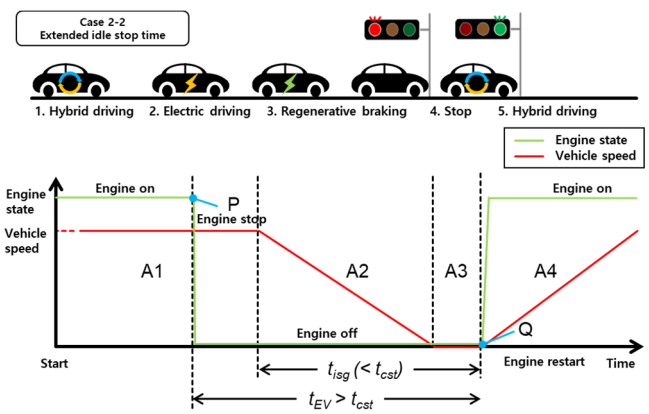 Case 2-2
Extended idle stop time
1. Hybrid driving
2. Electric driving
3. Regenerative braking
4. Stop
5. Hybrid driving
Engine state
Vehicle speed
Engine
state
Engine on
P
Engine stop
Engine on
Vehicle
speed
A1
A2
A3
A4
Engine off
Q
Start
t_isg (< t_cst)
Engine restart
Time
t_EV > t_cst